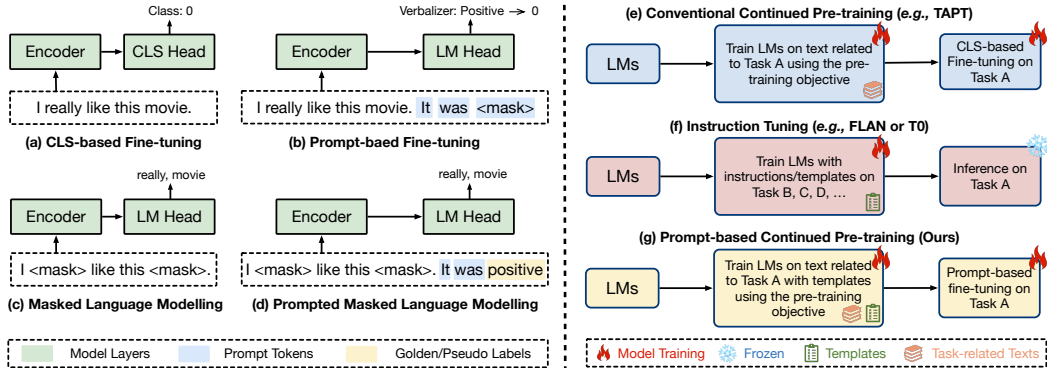 Class: 0
Encoder
CLS Head
I really like this movie.
(a) CLS-based Fine-tuning
Verbalizer: Positive → 0
Encoder
LM Head
I really like this movie. It was <mask>
(b) Prompt-baed Fine-tuning
really, movie
Encoder
LM Head
I <mask> like this <mask>.
(c) Masked Language Modelling
really, movie
Encoder
LM Head
I <mask> like this <mask>. It was positive
(d) Prompted Masked Language Modelling
Model Layers
Prompt Tokens
Golden/Pseudo Labels
(e) Conventional Continued Pre-training (e.g., TAPT)
LMs
Train LMs on text related
to Task A using the pre-
training objective
CLS-based
Fine-tuning on
Task A
(f) Instruction Tuning (e.g., FLAN or T0)
LMs
Train LMs with
instructions/templates on
Task B, C, D, ...
Inference on
Task A
(g) Prompt-based Continued Pre-training (Ours)
LMs
Train LMs on text related
to Task A with templates
using the pre-training
objective
Prompt-based
fine-tuning on
Task A
Model Training
Frozen
Templates
Task-related Texts